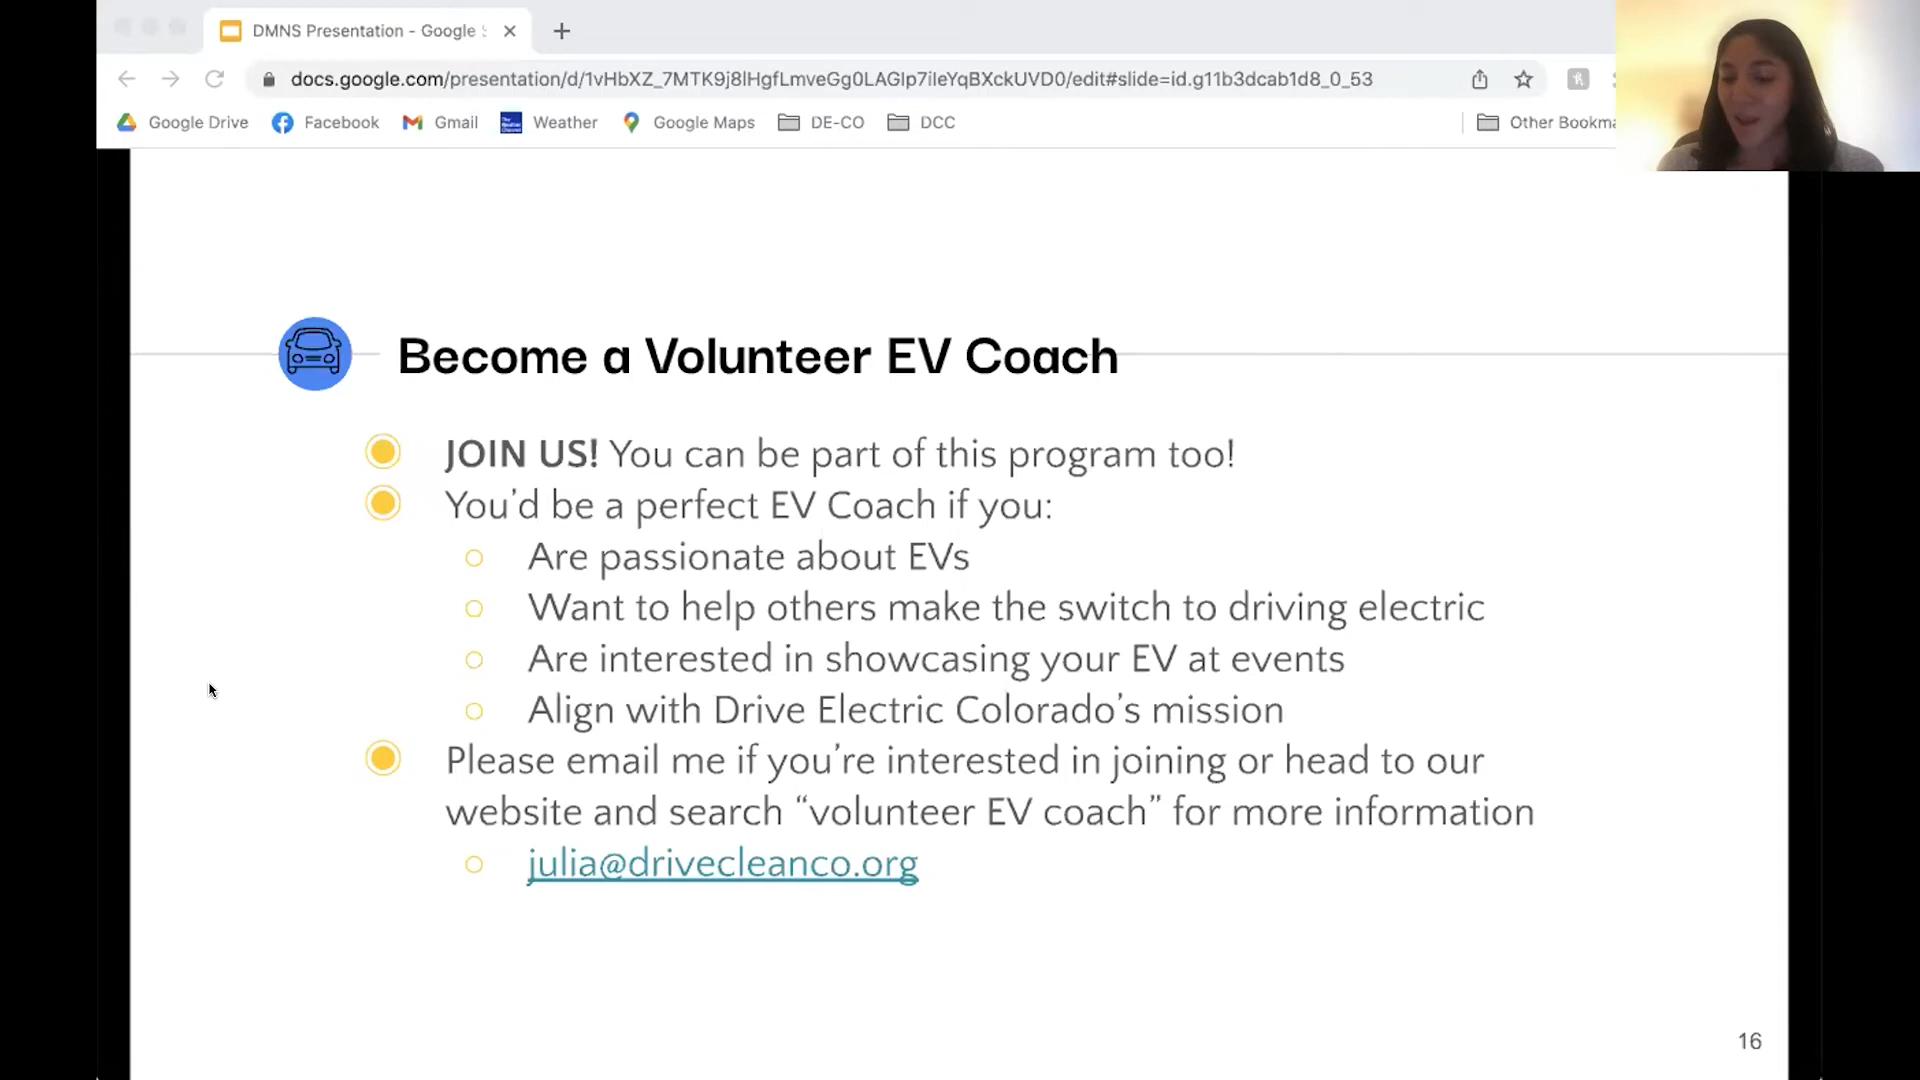 DMNS Presentation - Google
docs.google.com/presentation/d/1vHbXZ_7MTK9j8lHgfLmveGg0LAGlp7ileYqBXckUVD0/edit#slide=id.g11b3dcab1d8_0_53
Google Drive Facebook Gmail Weather Google Maps DE-CO DCC Other Bookma
Become a Volunteer EV Coach
JOIN US! You can be part of this program too!
You’d be a perfect EV Coach if you:
Are passionate about EVs
Want to help others make the switch to driving electric
Are interested in showcasing your EV at events
Align with Drive Electric Colorado’s mission
Please email me if you’re interested in joining or head to our
website and search “volunteer EV coach” for more information
julia@drivecleanco.org
16